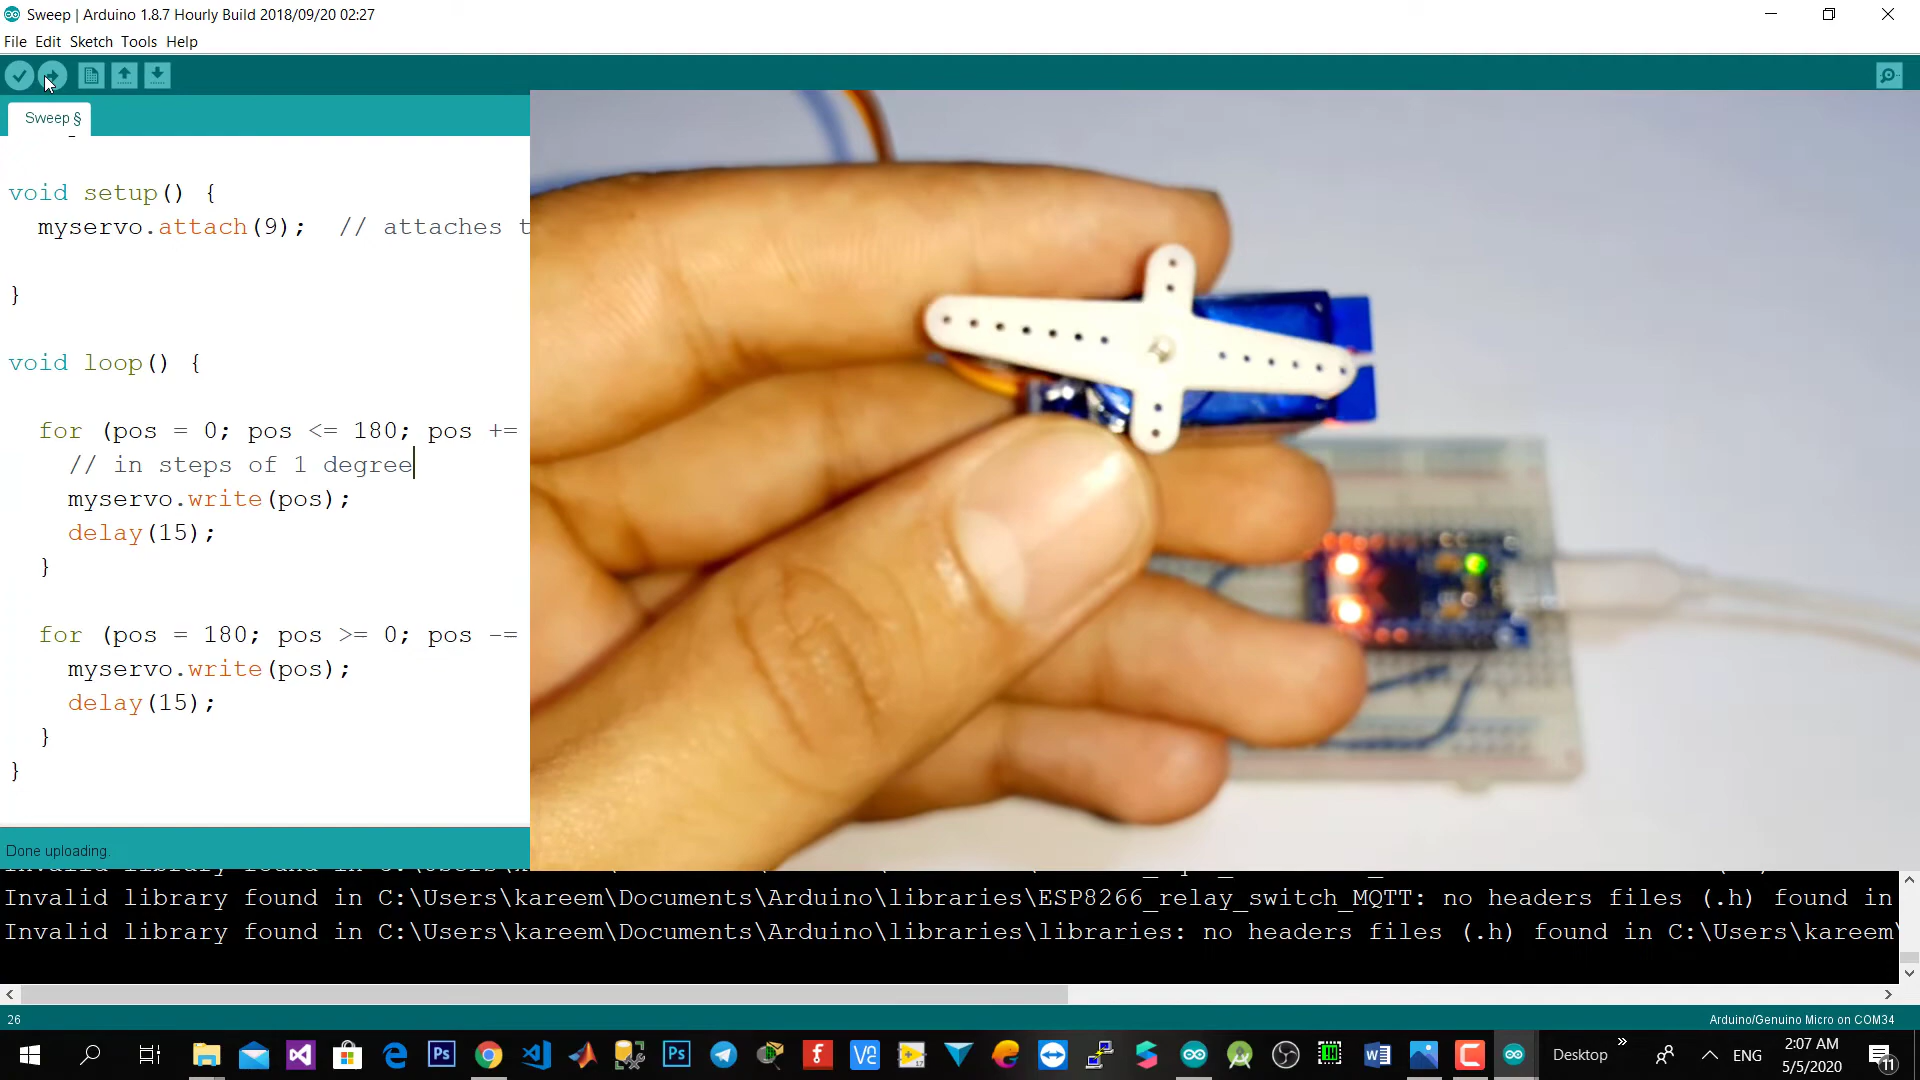 Sweep | Arduino 1.8.7 Hourly Build 2018/09/20 02:27
File Edit Sketch Tools Help
Sweep §
void setup() {
myservo.attach(9); // attaches t
}
void loop() {
for (pos = 0; pos <= 180; pos +=
// in steps of 1 degree
myservo.write(pos);
delay(15);
}
for (pos = 180; pos >= 0; pos -=
myservo.write(pos);
delay(15);
}
}
Done uploading.
Invalid library found in C:\Users\kareem\Documents\Arduino\libraries\ESP8266_relay_switch_MQTT: no headers files (.h) found in
Invalid library found in C:\Users\kareem\Documents\Arduino\libraries\libraries: no headers files (.h) found in C:\Users\kareem\
26
Arduino/Genuino Micro on COM34
Desktop
ENG
2:07 AM
5/5/2020
11